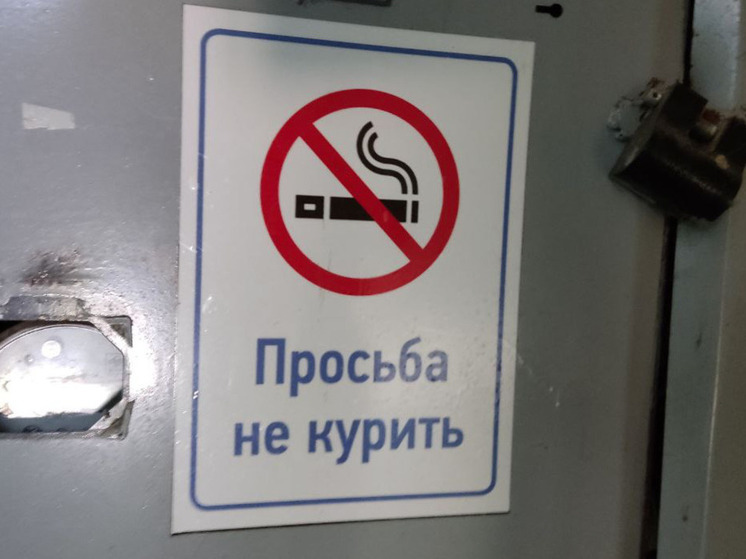 Просьба
не курить